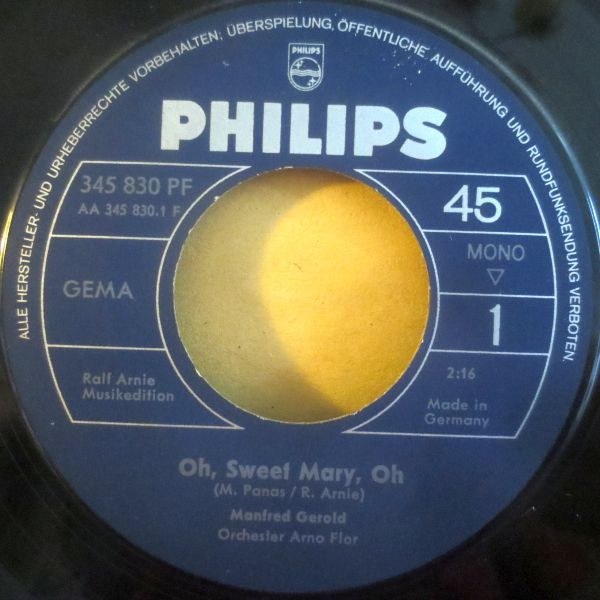 ALLE HERSTELLER- UND URHEBERRECHTE VORBEHALTEN, ÜBERSPIELUNG, ÖFFENTLICHE AUFFÜHRUNG UND RUNDFUNKSENDUNG VERBOTEN.
PHILIPS
PHILIPS
345 830 PF
AA 345 830.1 F
45
GEMA
MONO
1
Ralf Arnie
Musikedition
2:16
Made in
Germany
Oh, Sweet Mary, Oh
(M. Panas / R. Arnie)
Manfred Gerold
Orchester Arno Flor